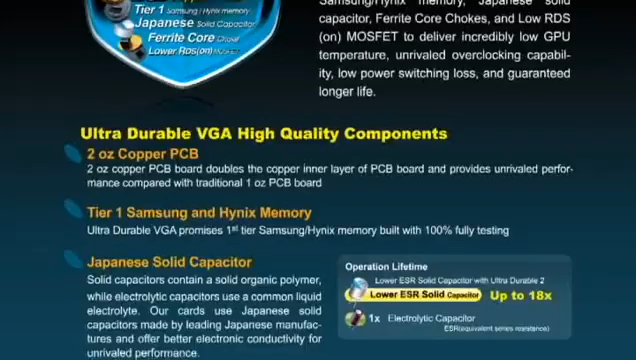 Samsung/Hynix memory, Japanese solid
Tier 1 Samsung / Hynix memory
Japanese Solid Capacitor
capacitor, Ferrite Core Chokes, and Low RDS
Ferrite Core Choke
(on) MOSFET to deliver incredibly low GPU
Lower RDS(on) MOSFET
temperature, unrivaled overclocking capabil-
ity, low power switching loss, and guaranteed
longer life.
Ultra Durable VGA High Quality Components
2 oz Copper PCB
2 oz copper PCB board doubles the copper inner layer of PCB board and provides unrivaled perfor-
mance compared with traditional 1 oz PCB board
Tier 1 Samsung and Hynix Memory
Ultra Durable VGA promises 1st tier Samsung/Hynix memory built with 100% fully testing
Japanese Solid Capacitor
Solid capacitors contain a solid organic polymer,
while electrolytic capacitors use a common liquid
electrolyte. Our cards use Japanese solid
capacitors made by leading Japanese manufac-
tures and offer better electronic conductivity for
unrivaled performance.
Operation Lifetime
Lower ESR Solid Capacitor with Ultra Durable 2
Lower ESR Solid Capacitor Up to 18x
1x Electrolytic Capacitor
ESR(equivalent series resistance)